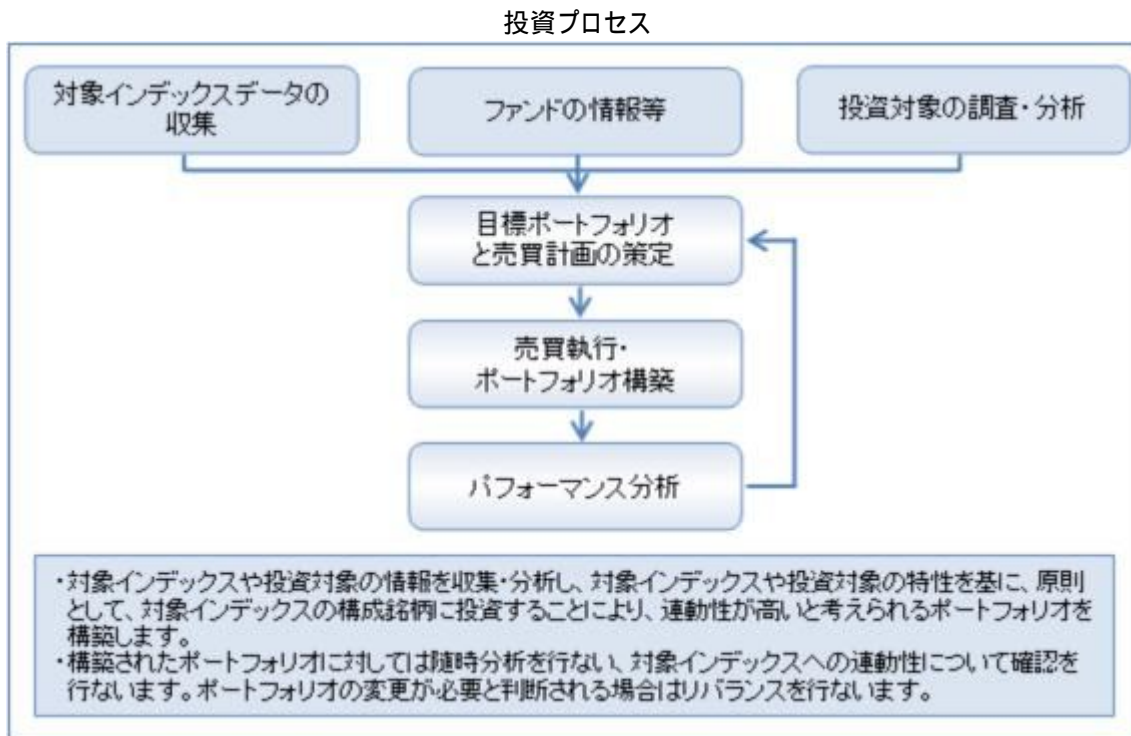 投資プロセス
対象インデックスデータの
収集
ファンドの情報等
投資対象の調査・分析
目標ポートフォリオ
と売買計画の策定
売買執行・
ポートフォリオ構築
パフォーマンス分析
・対象インデックスや投資対象の情報を収集・分析し、対象インデックスや投資対象の特性を基に、原則
として、対象インデックスの構成銘柄に投資することにより、連動性が高いと考えられるポートフォリオを
構築します。
・構築されたポートフォリオに対しては随時分析を行ない、対象インデックスへの連動性について確認を
行ないます。ポートフォリオの変更が必要と判断される場合はリバランスを行ないます。